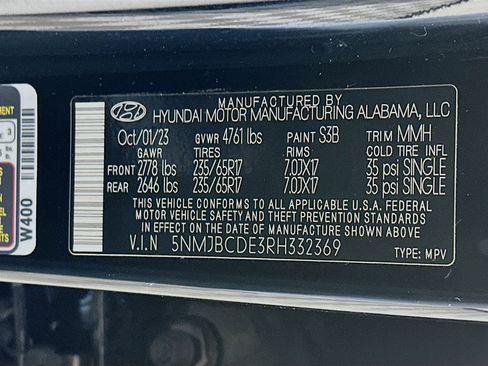 MANUFACTURED BY
HYUNDAI MOTOR MANUFACTURING ALABAMA, LLC
Oct/01/23 GVWR 4761 lbs PAINT S3B TRIM MMH
GAWR TIRES RIMS COLD TIRE INFL
FRONT 2778 lbs 235/65R17 7.0JX17 35 psi SINGLE
REAR 2646 lbs 235/65R17 7.0JX17 35 psi SINGLE
THIS VEHICLE CONFORMS TO ALL APPLICABLE U.S.A. FEDERAL
MOTOR VEHICLE SAFETY AND THEFT PREVENTION STANDARDS
IN EFFECT ON THE DATE OF MANUFACTURE SHOWN ABOVE
V.I.N 5NMJBCDE3RH332369 TYPE: MPV
W400